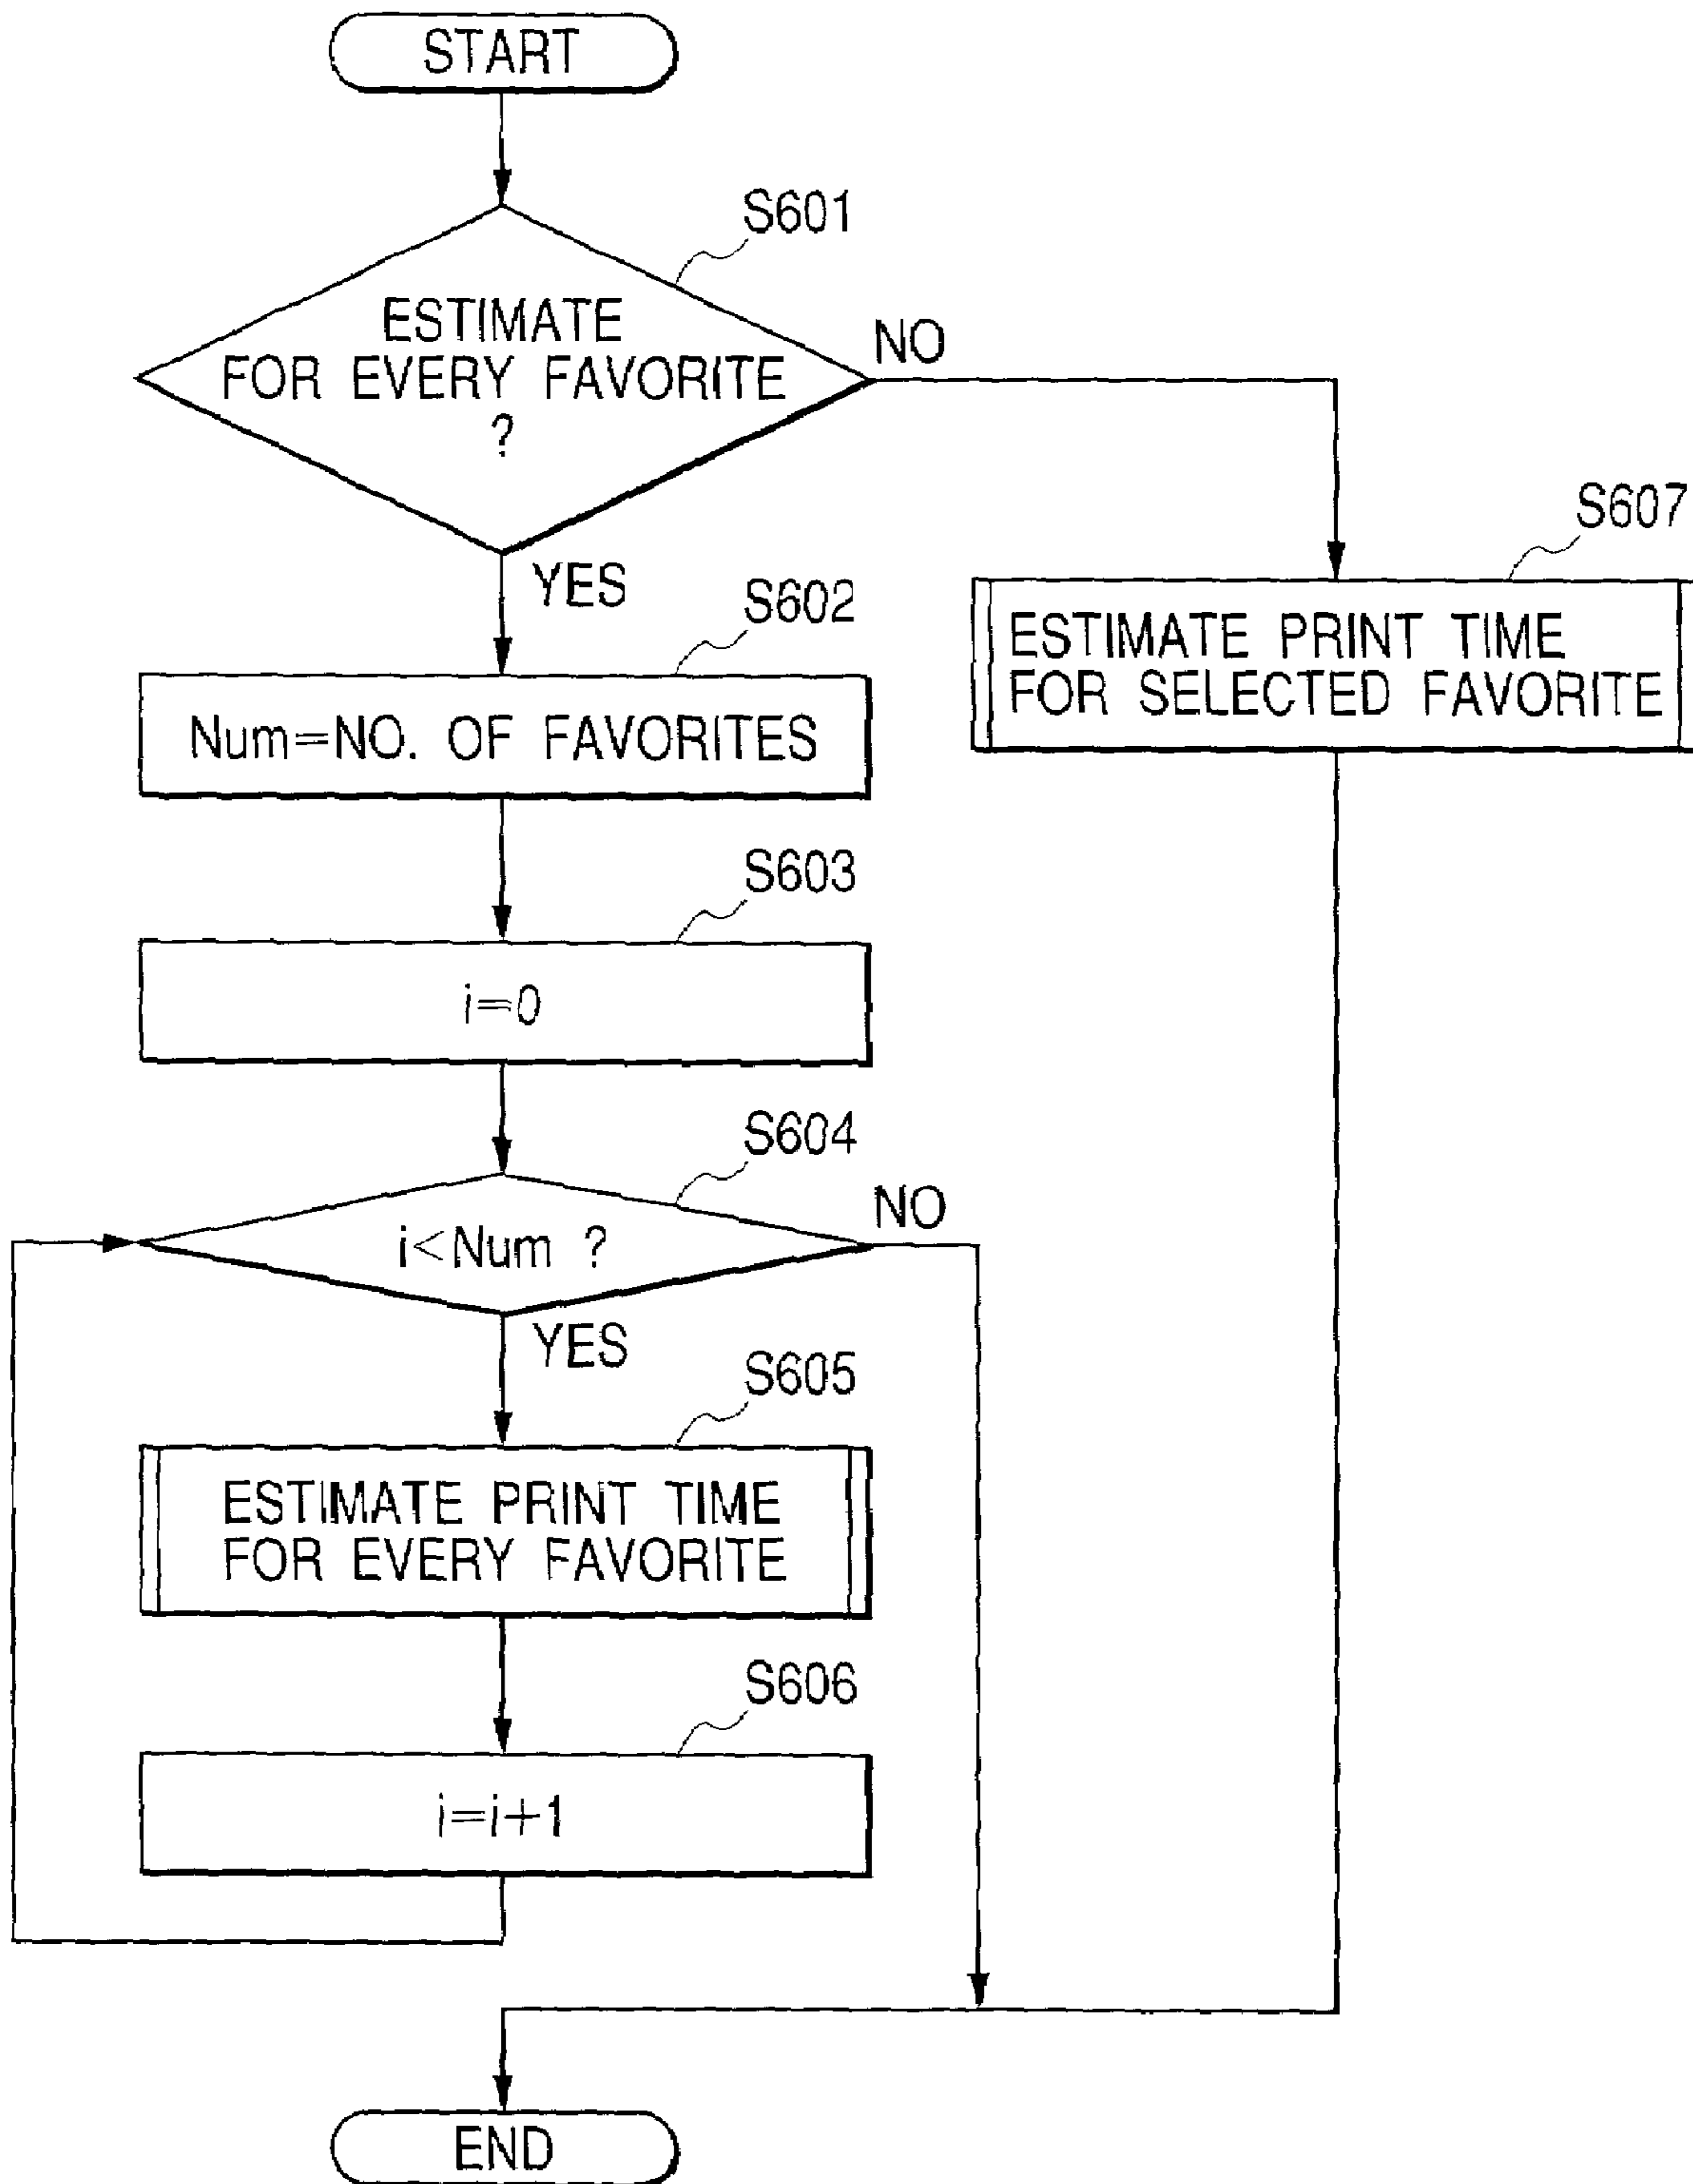 START
S601
ESTIMATE
FOR EVERY FAVORITE
?
NO
YES
S607
ESTIMATE PRINT TIME
FOR SELECTED FAVORITE
S602
Num=NO. OF FAVORITES
S603
i=0
S604
i<Num ?
NO
YES
S605
ESTIMATE PRINT TIME
FOR EVERY FAVORITE
S606
i=i+1
END